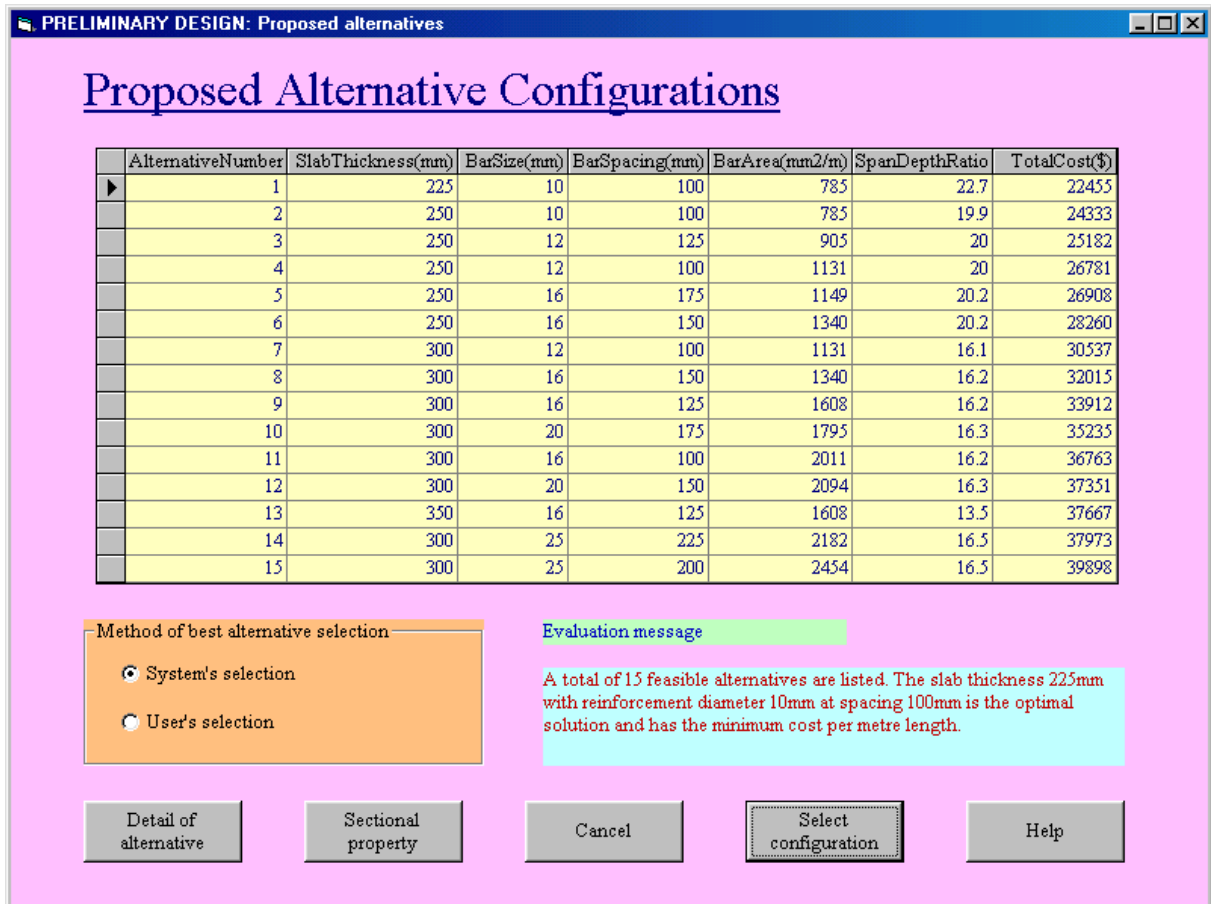 PRELIMINARY DESIGN: Proposed alternatives
Proposed Alternative Configurations
AlternativeNumber SlabThickness(mm) BarSize(mm) BarSpacing(mm) BarArea(mm2/m) SpanDepthRatio TotalCost($)
1 225 10 100 785 22.7 22455
2 250 10 100 785 19.9 24333
3 250 12 125 905 20 25182
4 250 12 100 1131 20 26781
5 250 16 175 1149 20.2 26908
6 250 16 150 1340 20.2 28260
7 300 12 100 1131 16.1 30537
8 300 16 150 1340 16.2 32015
9 300 16 125 1608 16.2 33912
10 300 20 175 1795 16.3 35235
11 300 16 100 2011 16.2 36763
12 300 20 150 2094 16.3 37351
13 350 16 125 1608 13.5 37667
14 300 25 225 2182 16.5 37973
15 300 25 200 2454 16.5 39898
Method of best alternative selection
System's selection
User's selection
Evaluation message
A total of 15 feasible alternatives are listed. The slab thickness 225mm
with reinforcement diameter 10mm at spacing 100mm is the optimal
solution and has the minimum cost per metre length.
Detail of
alternative
Sectional
property
Cancel
Select
configuration
Help